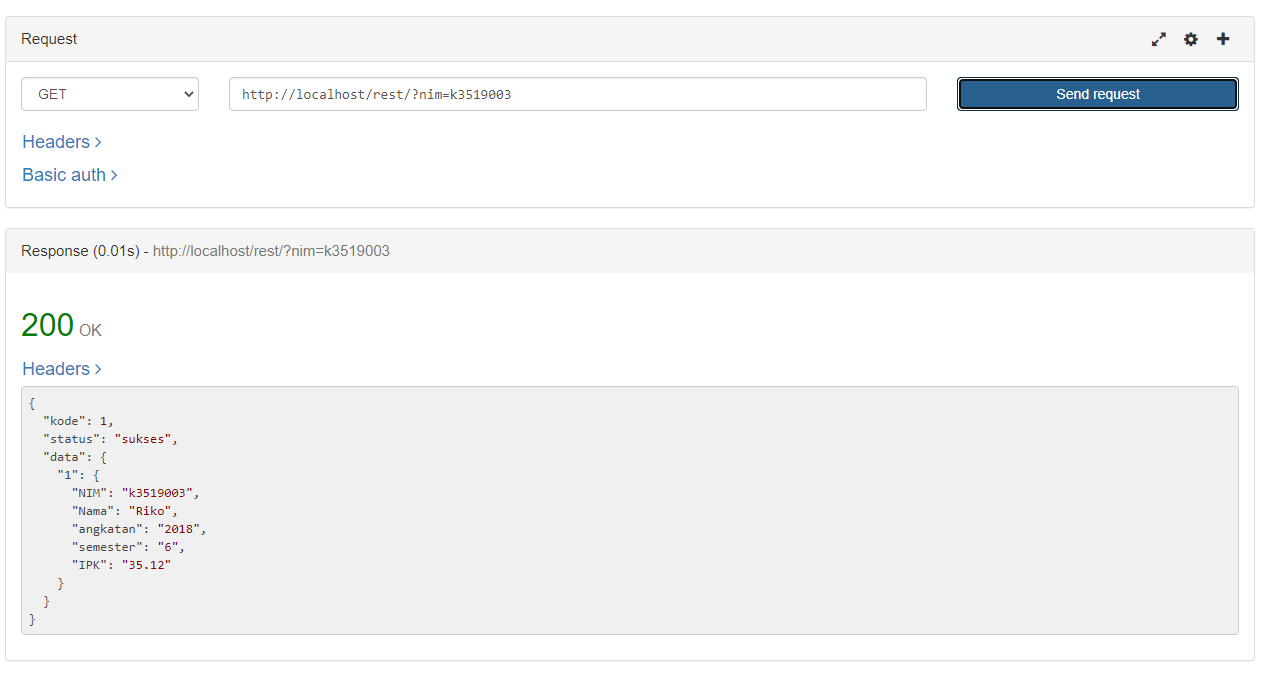 Request
GET
http://localhost/rest/?nim=k3519003
Send request
Headers
Basic auth
Response (0.01s) - http://localhost/rest/?nim=k3519003
200 OK
Headers
{
  "kode": 1,
  "status": "sukses",
  "data": {
    "1": {
      "NIM": "k3519003",
      "Nama": "Riko",
      "angkatan": "2018",
      "semester": "6",
      "IPK": "35.12"
    }
  }
}